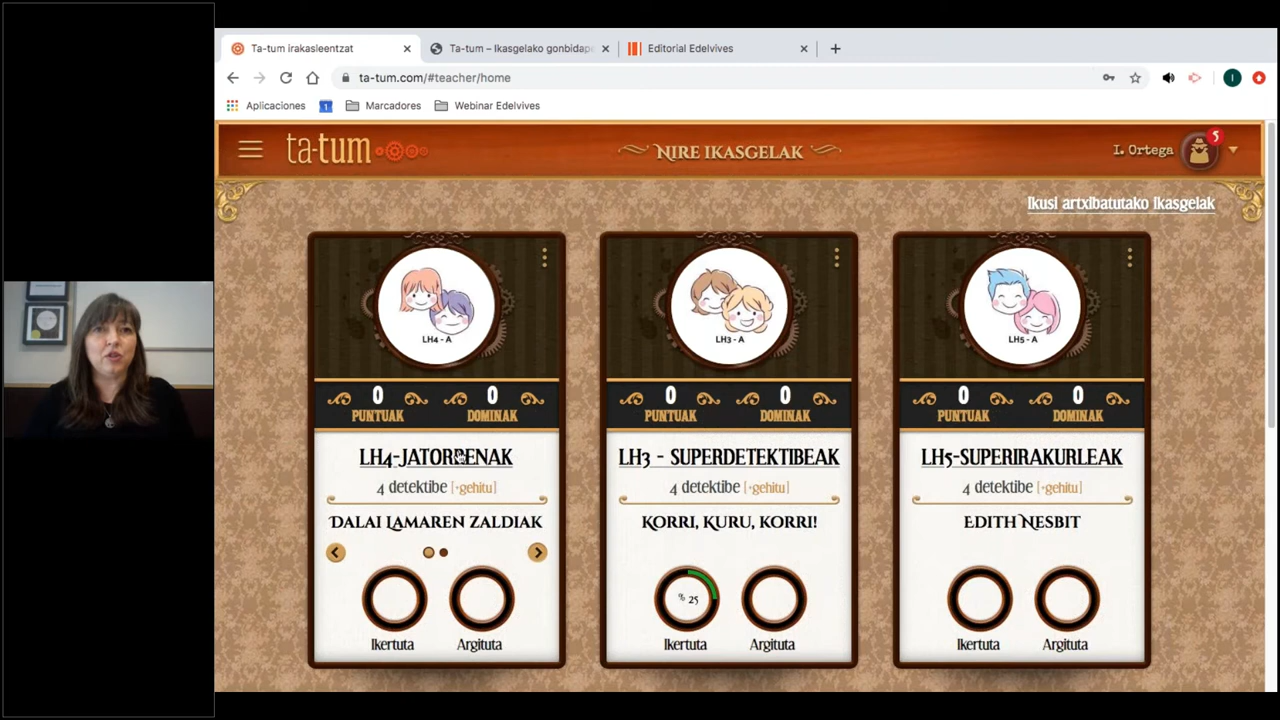 Ta-tum irakasleentzat
Ta-tum – Ikasgelako gonbidape
Editorial Edelvives
ta-tum.com/#teacher/home
I
Aplicaciones
1
Marcadores
Webinar Edelvives
ta-tum
NIRE IKASGELAK
I. Ortega
5
Ikusi artxibatutako ikasgelak
LH4 - A
LH3 - A
LH5 - A
0 PUNTUAK
0 DOMINAK
0 PUNTUAK
0 DOMINAK
0 PUNTUAK
0 DOMINAK
LH4-JATORRENAK
LH3 - SUPERDETEKTIBEAK
LH5-SUPERIRAKURLEAK
4 detektibe [+gehitu]
4 detektibe [+gehitu]
4 detektibe [+gehitu]
DALAI LAMAREN ZALDIAK
KORRI, KURU, KORRI!
EDITH NESBIT
% 25
Ikertuta
Argituta
Ikertuta
Argituta
Ikertuta
Argituta